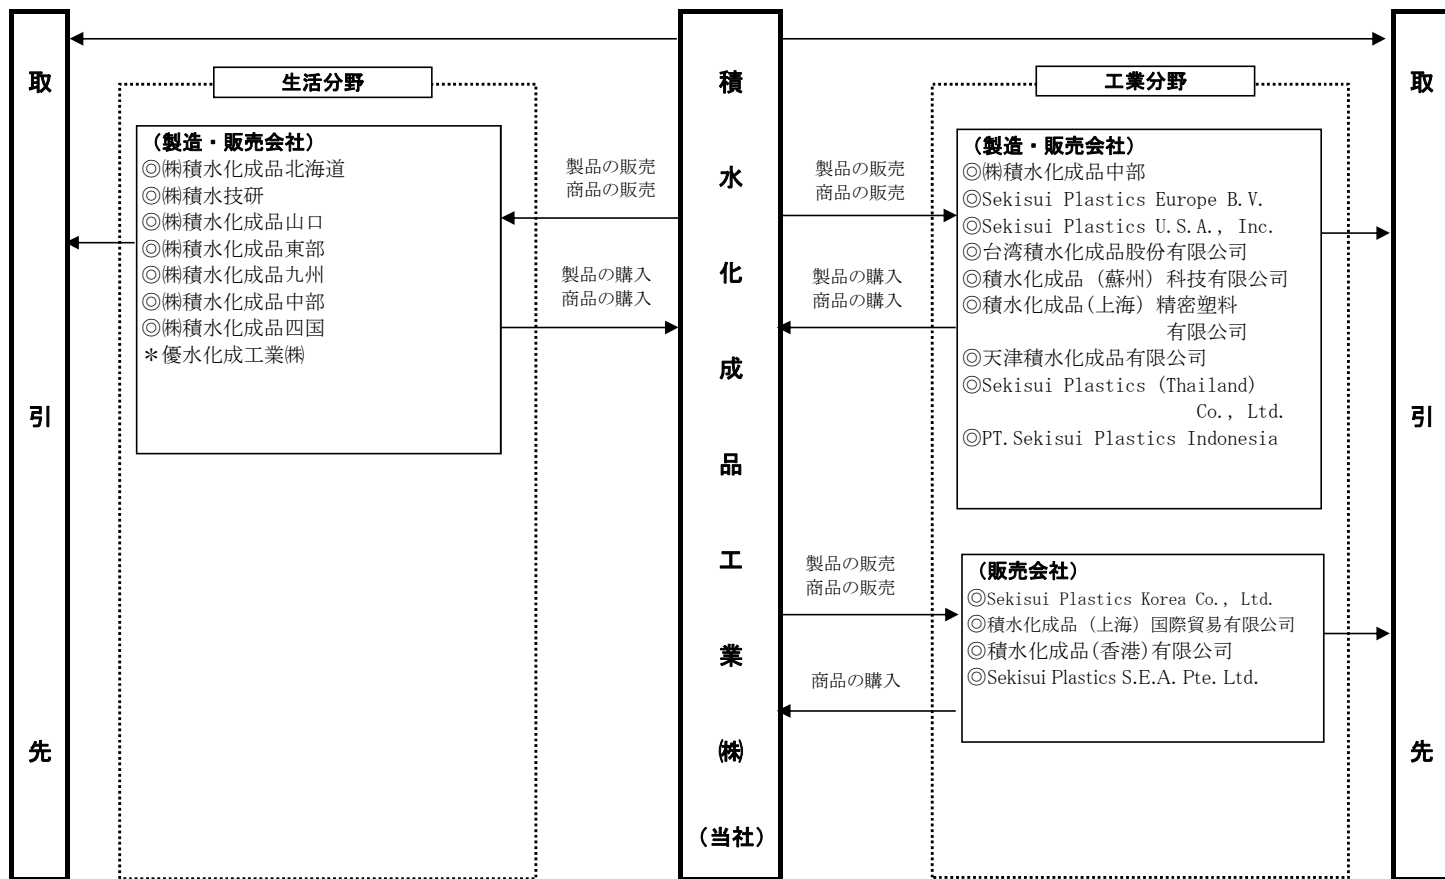 取引先
生活分野
（製造・販売会社）
◎㈱積水化成品北海道
◎㈱積水技研
◎㈱積水化成品山口
◎㈱積水化成品東部
◎㈱積水化成品九州
◎㈱積水化成品中部
◎㈱積水化成品四国
＊優水化成工業㈱
製品の販売
商品の販売
製品の購入
商品の購入
積水化成品工業㈱
（当社）
製品の販売
商品の販売
製品の購入
商品の購入
製品の販売
商品の販売
商品の購入
工業分野
（製造・販売会社）
◎㈱積水化成品中部
◎Sekisui Plastics Europe B.V.
◎Sekisui Plastics U.S.A., Inc.
◎台湾積水化成品股份有限公司
◎積水化成品（蘇州）科技有限公司
◎積水化成品(上海）精密塑料
有限公司
◎天津積水化成品有限公司
◎Sekisui Plastics (Thailand)
Co., Ltd.
◎PT.Sekisui Plastics Indonesia
（販売会社）
◎Sekisui Plastics Korea Co., Ltd.
◎積水化成品（上海）国際貿易有限公司
◎積水化成品(香港)有限公司
◎Sekisui Plastics S.E.A. Pte. Ltd.
取引先